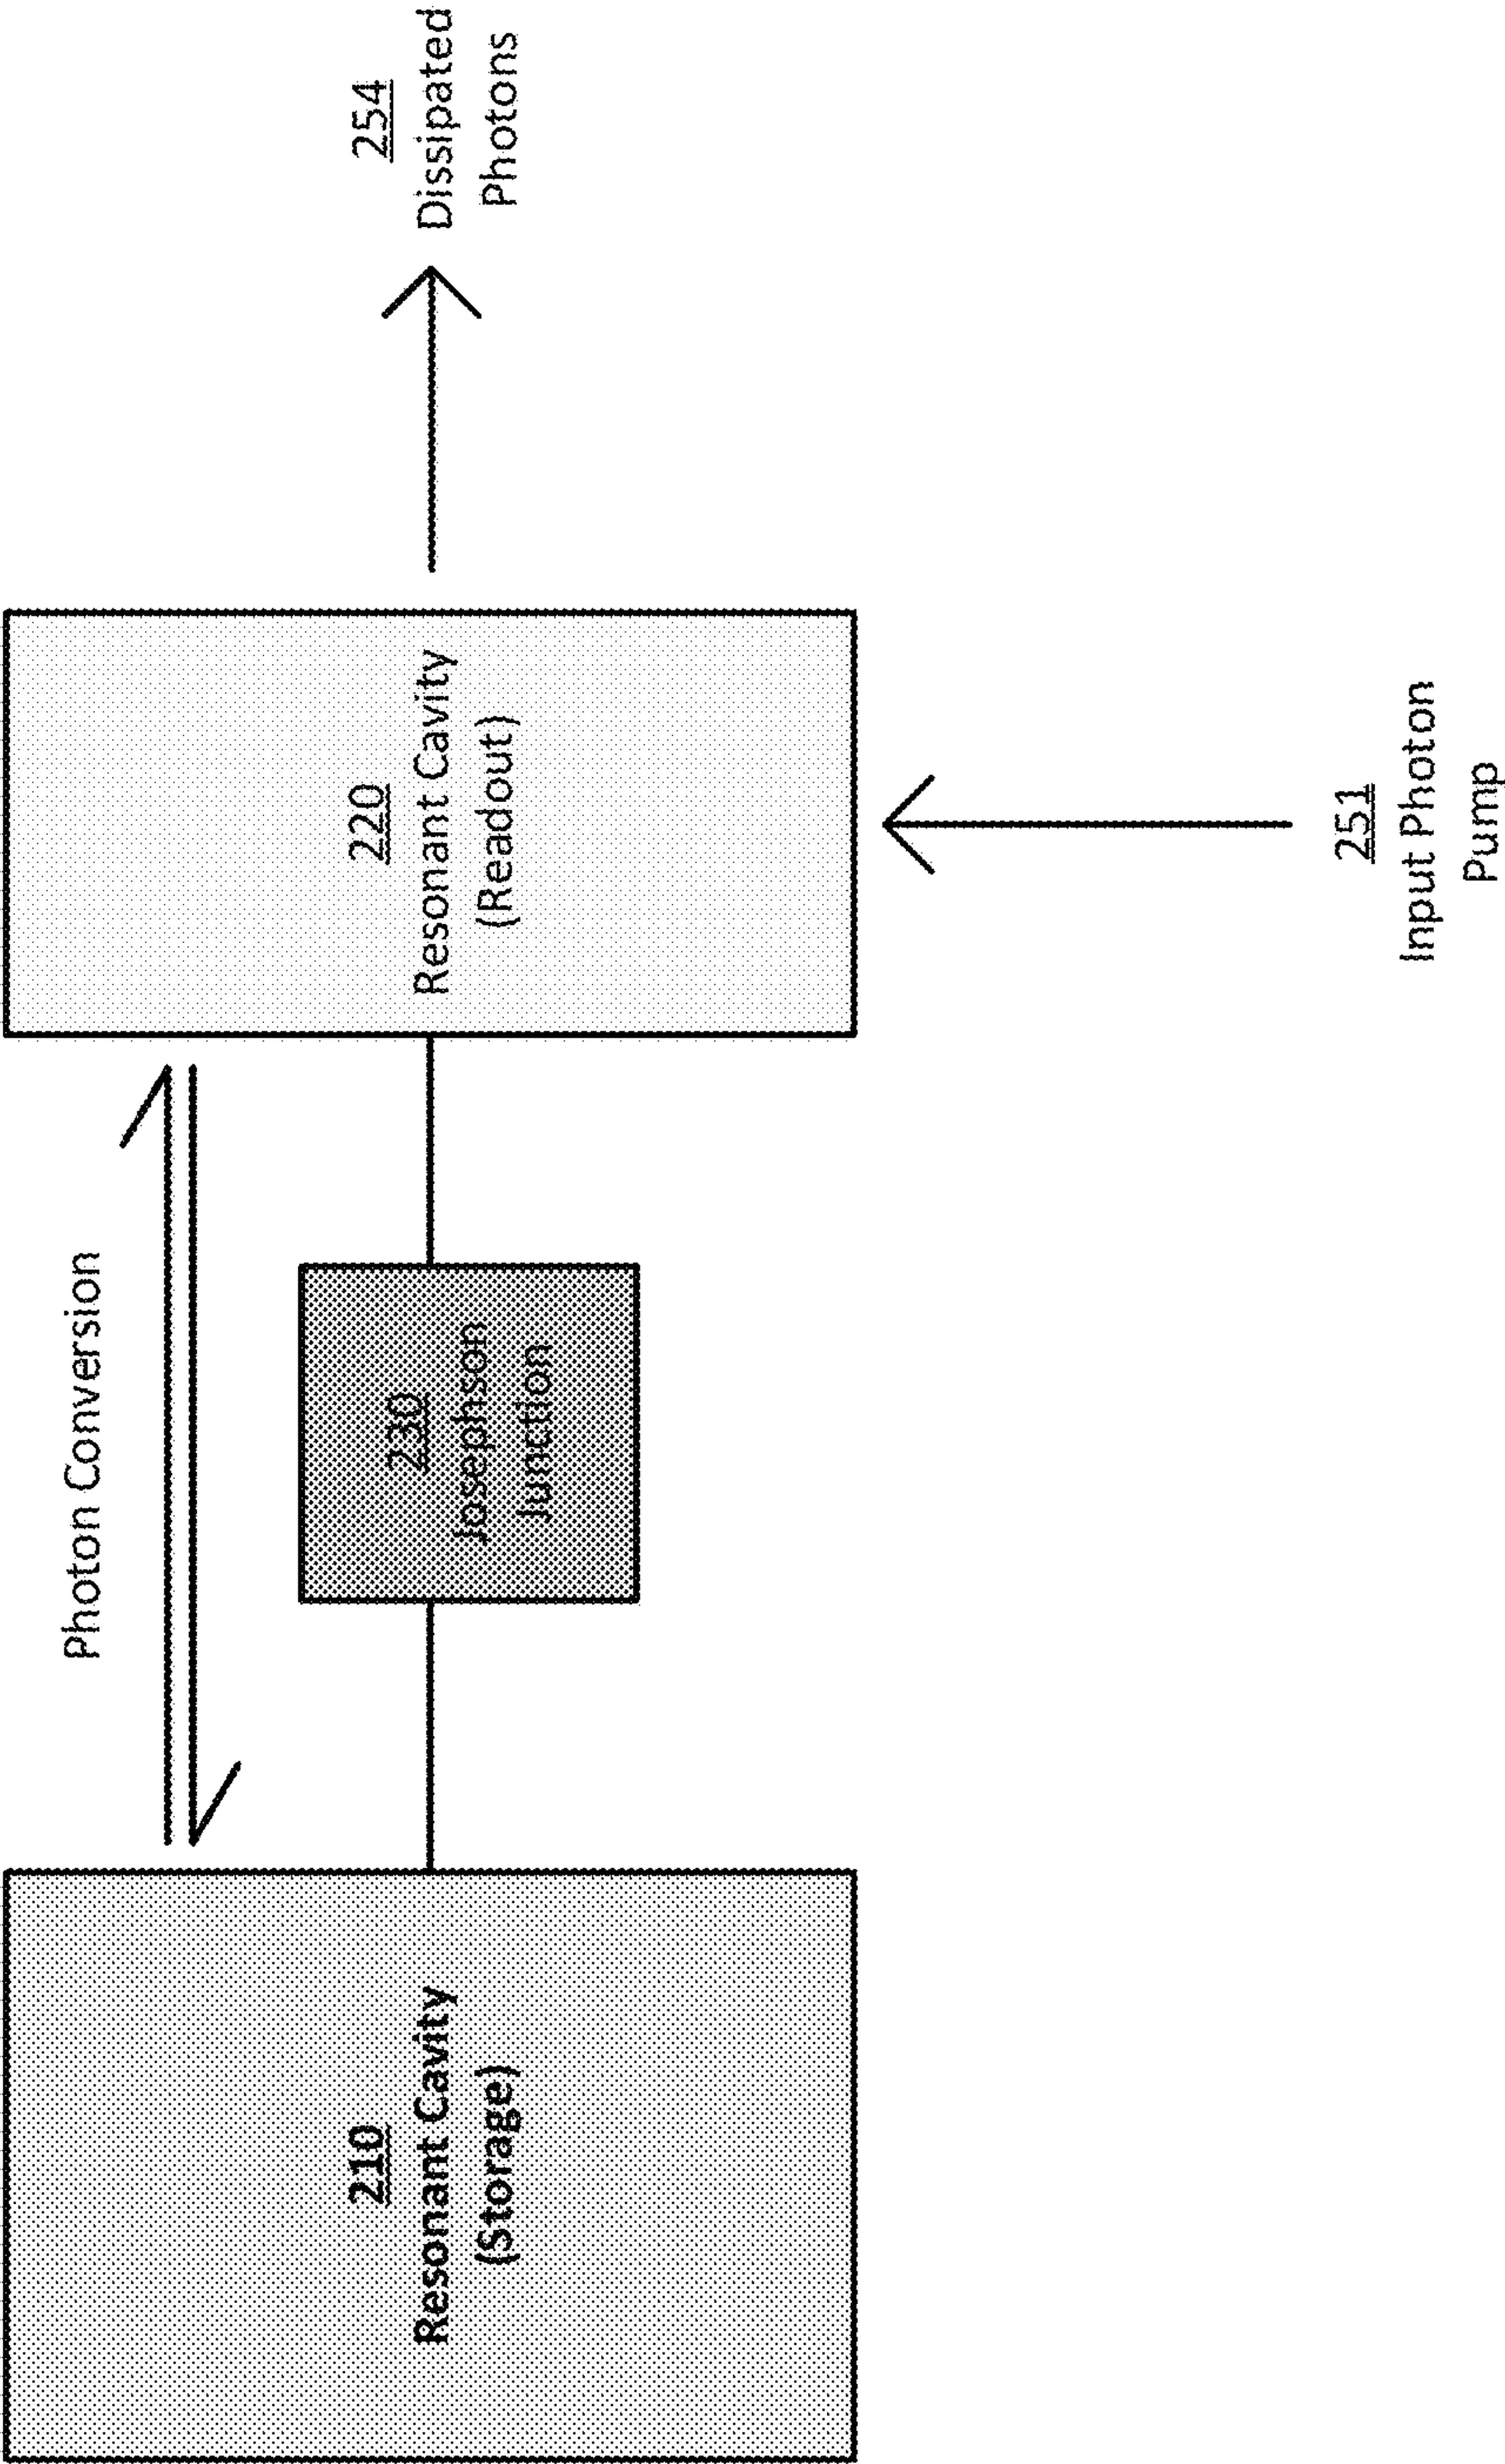 Photon Conversion
210
Resonant Cavity
(Storage)
230
Josephson
Junction
220
Resonant Cavity
(Readout)
254
Dissipated
Photons
251
Input Photon
Pump